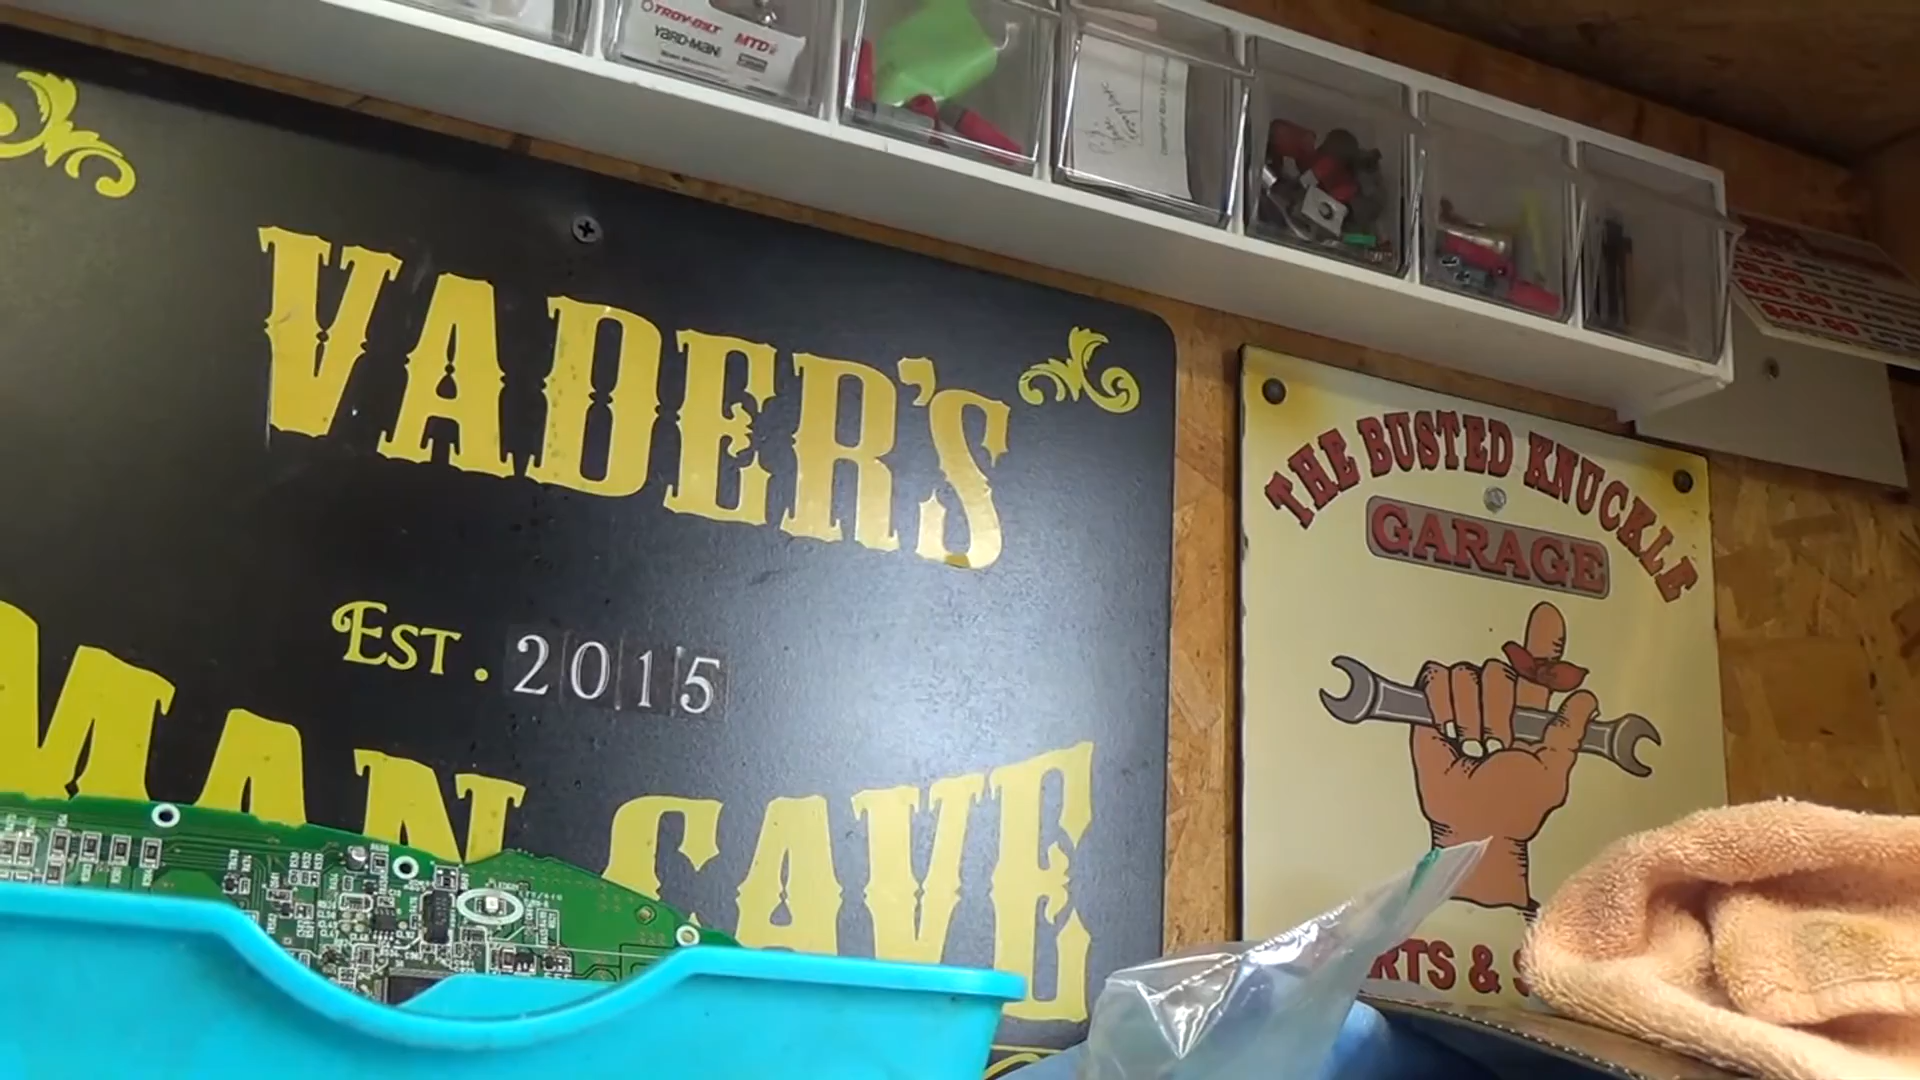 TROY-BILT
YARD-MAN MTD
VADER'S
EST. 2015
MAN CAVE
THE BUSTED KNUCKLE
GARAGE
RTS & S